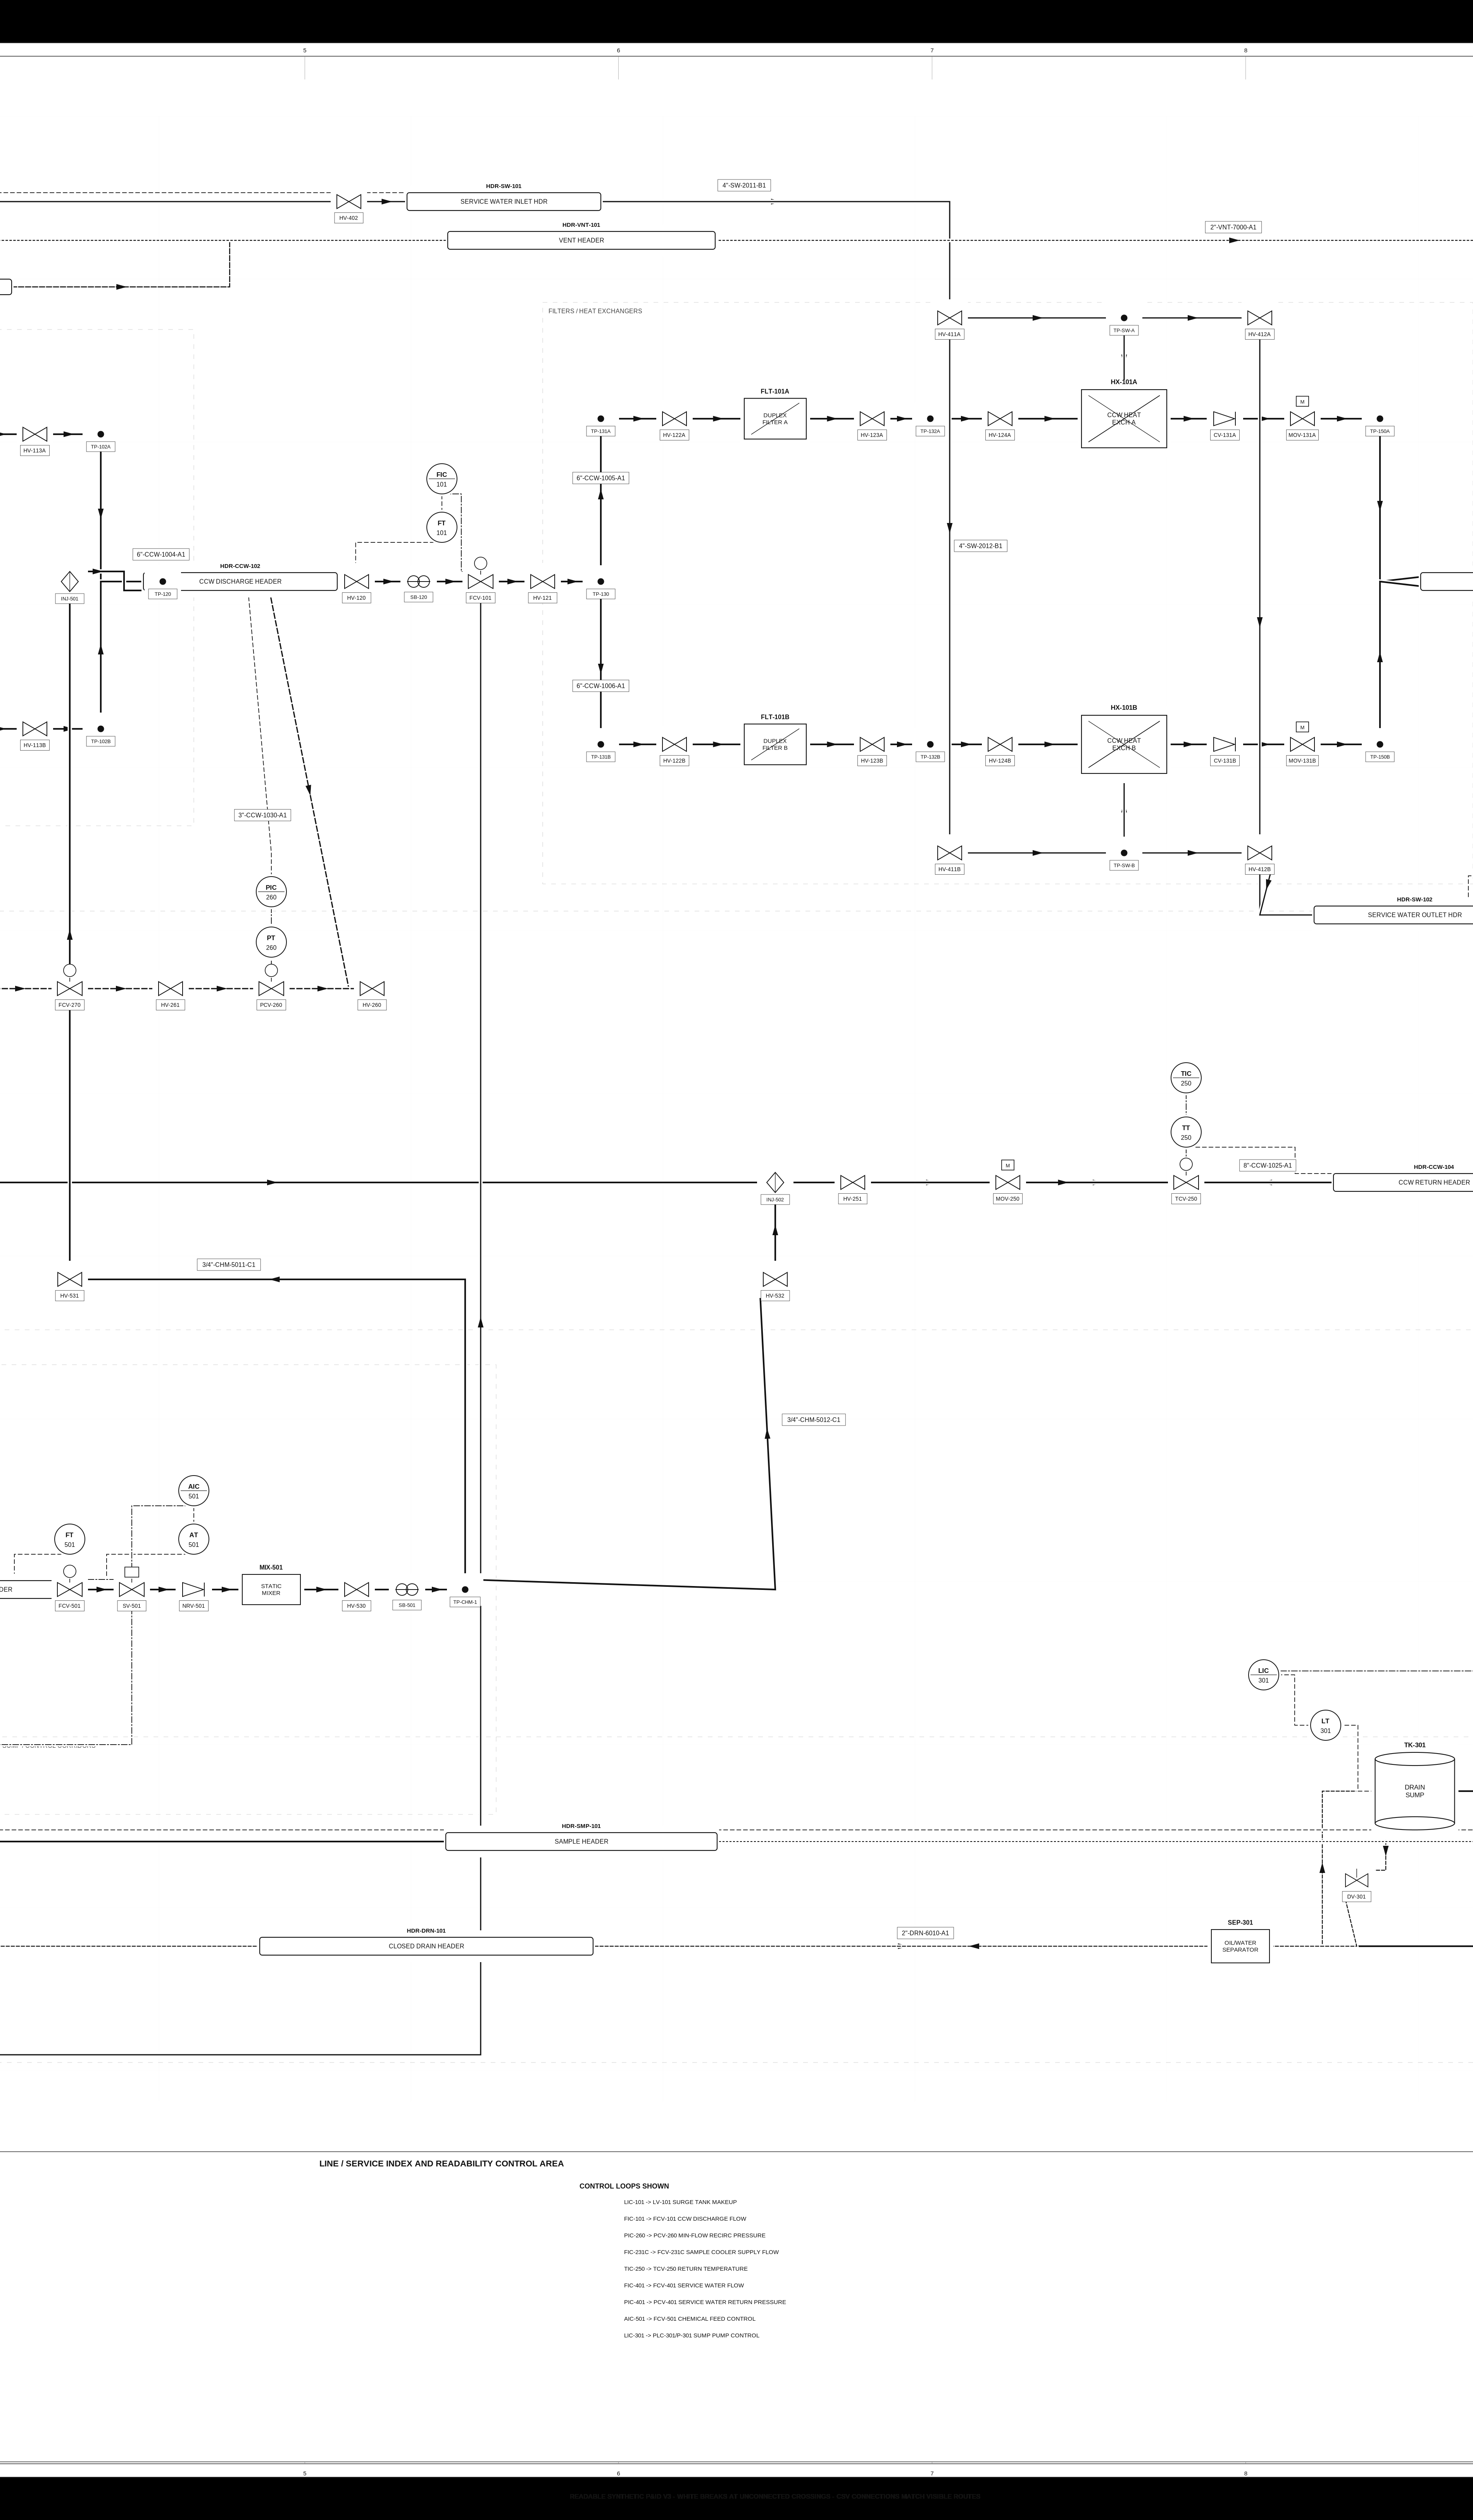 5
6
7
8
HDR-SW-101
SERVICE WATER INLET HDR
4"-SW-2011-B1
HV-402
HDR-VNT-101
VENT HEADER
2"-VNT-7000-A1
FILTERS / HEAT EXCHANGERS
HV-411A
TP-SW-A
HV-412A
HX-101A
FLT-101A
M
DUPLEX
FILTER A
CCW HEAT
EXCH A
TP-131A
HV-122A
HV-123A
TP-132A
HV-124A
CV-131A
MOV-131A
TP-150A
HV-113A
TP-102A
FIC
101
6"-CCW-1005-A1
FT
101
4"-SW-2012-B1
6"-CCW-1004-A1
HDR-CCW-102
CCW DISCHARGE HEADER
INJ-501
TP-120
HV-120
SB-120
FCV-101
HV-121
TP-130
6"-CCW-1006-A1
HX-101B
FLT-101B
M
HV-113B
TP-102B
DUPLEX
FILTER B
CCW HEAT
EXCH B
TP-131B
HV-122B
HV-123B
TP-132B
HV-124B
CV-131B
MOV-131B
TP-150B
3"-CCW-1030-A1
HV-411B
TP-SW-B
HV-412B
PIC
260
HDR-SW-102
SERVICE WATER OUTLET HDR
PT
260
FCV-270
HV-261
PCV-260
HV-260
TIC
250
TT
250
M
8"-CCW-1025-A1
HDR-CCW-104
CCW RETURN HEADER
INJ-502
HV-251
MOV-250
TCV-250
3/4"-CHM-5011-C1
HV-531
HV-532
3/4"-CHM-5012-C1
AIC
501
FT
501
AT
501
MIX-501
STATIC
MIXER
DER
FCV-501
SV-501
NRV-501
HV-530
SB-501
TP-CHM-1
LIC
301
LT
301
TK-301
DRAIN
SUMP
HDR-SMP-101
SAMPLE HEADER
DV-301
HDR-DRN-101
CLOSED DRAIN HEADER
2"-DRN-6010-A1
SEP-301
OIL/WATER
SEPARATOR
LINE / SERVICE INDEX AND READABILITY CONTROL AREA
CONTROL LOOPS SHOWN
LIC-101 -> LV-101 SURGE TANK MAKEUP
FIC-101 -> FCV-101 CCW DISCHARGE FLOW
PIC-260 -> PCV-260 MIN-FLOW RECIRC PRESSURE
FIC-231C -> FCV-231C SAMPLE COOLER SUPPLY FLOW
TIC-250 -> TCV-250 RETURN TEMPERATURE
FIC-401 -> FCV-401 SERVICE WATER FLOW
PIC-401 -> PCV-401 SERVICE WATER RETURN PRESSURE
AIC-501 -> FCV-501 CHEMICAL FEED CONTROL
LIC-301 -> PLC-301/P-301 SUMP PUMP CONTROL
5
6
7
8